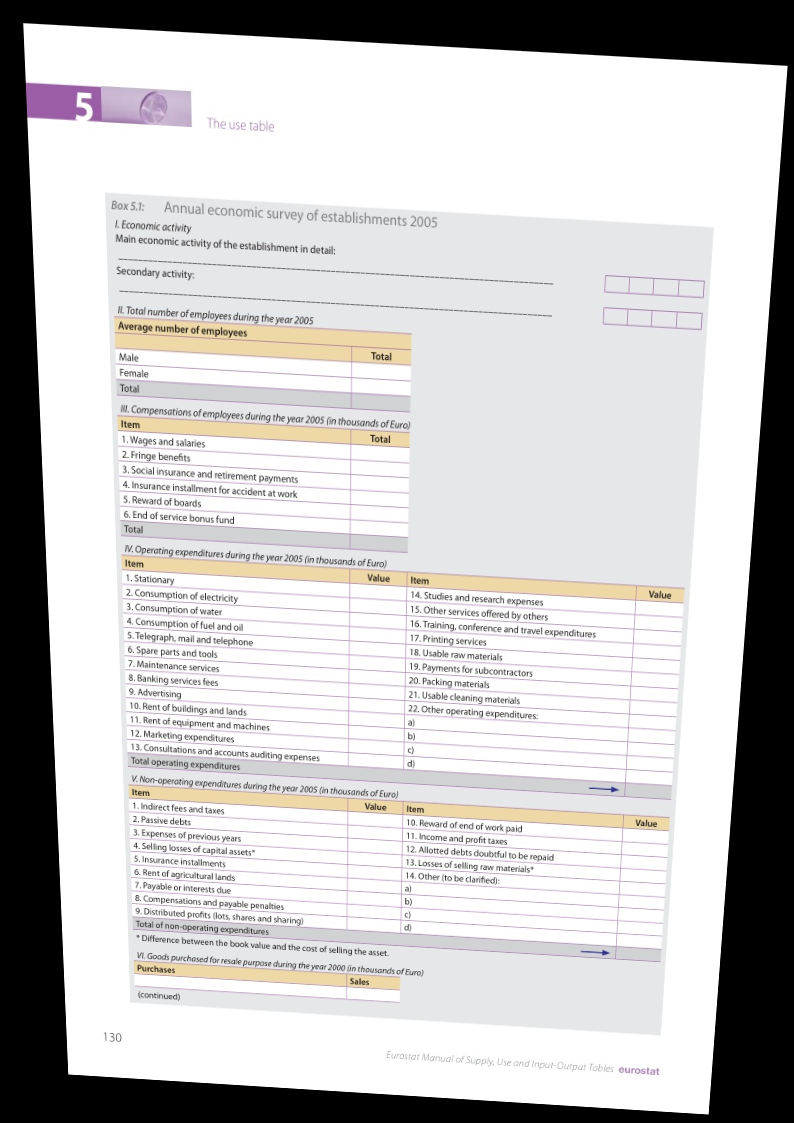 5
The use table
Box 5.1: Annual economic survey of establishments 2005
I. Economic activity
Main economic activity of the establishment in detail:
Secondary activity:
II. Total number of employees during the year 2005
Average number of employees
Total
Male
Female
Total
III. Compensations of employees during the year 2005 (in thousands of Euro)
Item Total
1. Wages and salaries
2. Fringe benefits
3. Social insurance and retirement payments
4. Insurance installment for accident at work
5. Reward of boards
6. End of service bonus fund
Total
IV. Operating expenditures during the year 2005 (in thousands of Euro)
Item Value Item Value
1. Stationary
2. Consumption of electricity
3. Consumption of water
4. Consumption of fuel and oil
5. Telegraph, mail and telephone
6. Spare parts and tools
7. Maintenance services
8. Banking services fees
9. Advertising
10. Rent of buildings and lands
11. Rent of equipment and machines
12. Marketing expenditures
13. Consultations and accounts auditing expenses
14. Studies and research expenses
15. Other services offered by others
16. Training, conference and travel expenditures
17. Printing services
18. Usable raw materials
19. Payments for subcontractors
20. Packing materials
21. Usable cleaning materials
22. Other operating expenditures:
a)
b)
c)
d)
Total operating expenditures
V. Non-operating expenditures during the year 2005 (in thousands of Euro)
Item Value Item Value
1. Indirect fees and taxes
2. Passive debts
3. Expenses of previous years
4. Selling losses of capital assets*
5. Insurance installments
6. Rent of agricultural lands
7. Payable or interests due
8. Compensations and payable penalties
9. Distributed profits (lots, shares and sharing)
10. Reward of end of work paid
11. Income and profit taxes
12. Allotted debts doubtful to be repaid
13. Losses of selling raw materials*
14. Other (to be clarified):
a)
b)
c)
d)
Total of non-operating expenditures
* Difference between the book value and the cost of selling the asset.
VI. Goods purchased for resale purpose during the year 2000 (in thousands of Euro)
Purchases Sales
(continued)
130
Eurostat Manual of Supply, Use and Input-Output Tables eurostat